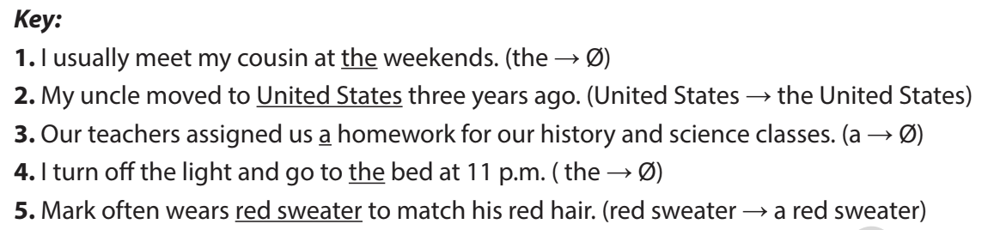 Key:
1. I usually meet my cousin at the weekends. (the → Ø)
2. My uncle moved to United States three years ago. (United States → the United States)
3. Our teachers assigned us a homework for our history and science classes. (a → Ø)
4. I turn off the light and go to the bed at 11 p.m. ( the → Ø)
5. Mark often wears red sweater to match his red hair. (red sweater → a red sweater)